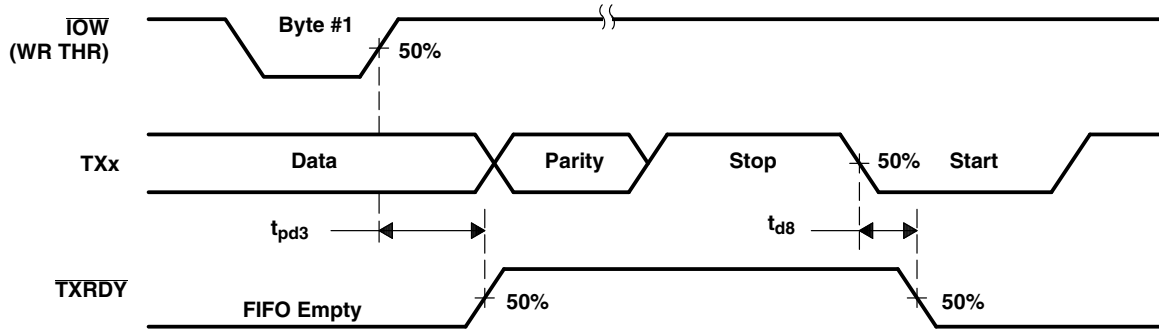 IOW
(WR THR)
Byte #1
50%
TXx
Data
Parity
Stop
50%
Start
tpd3
td8
TXRDY
FIFO Empty
50%
50%